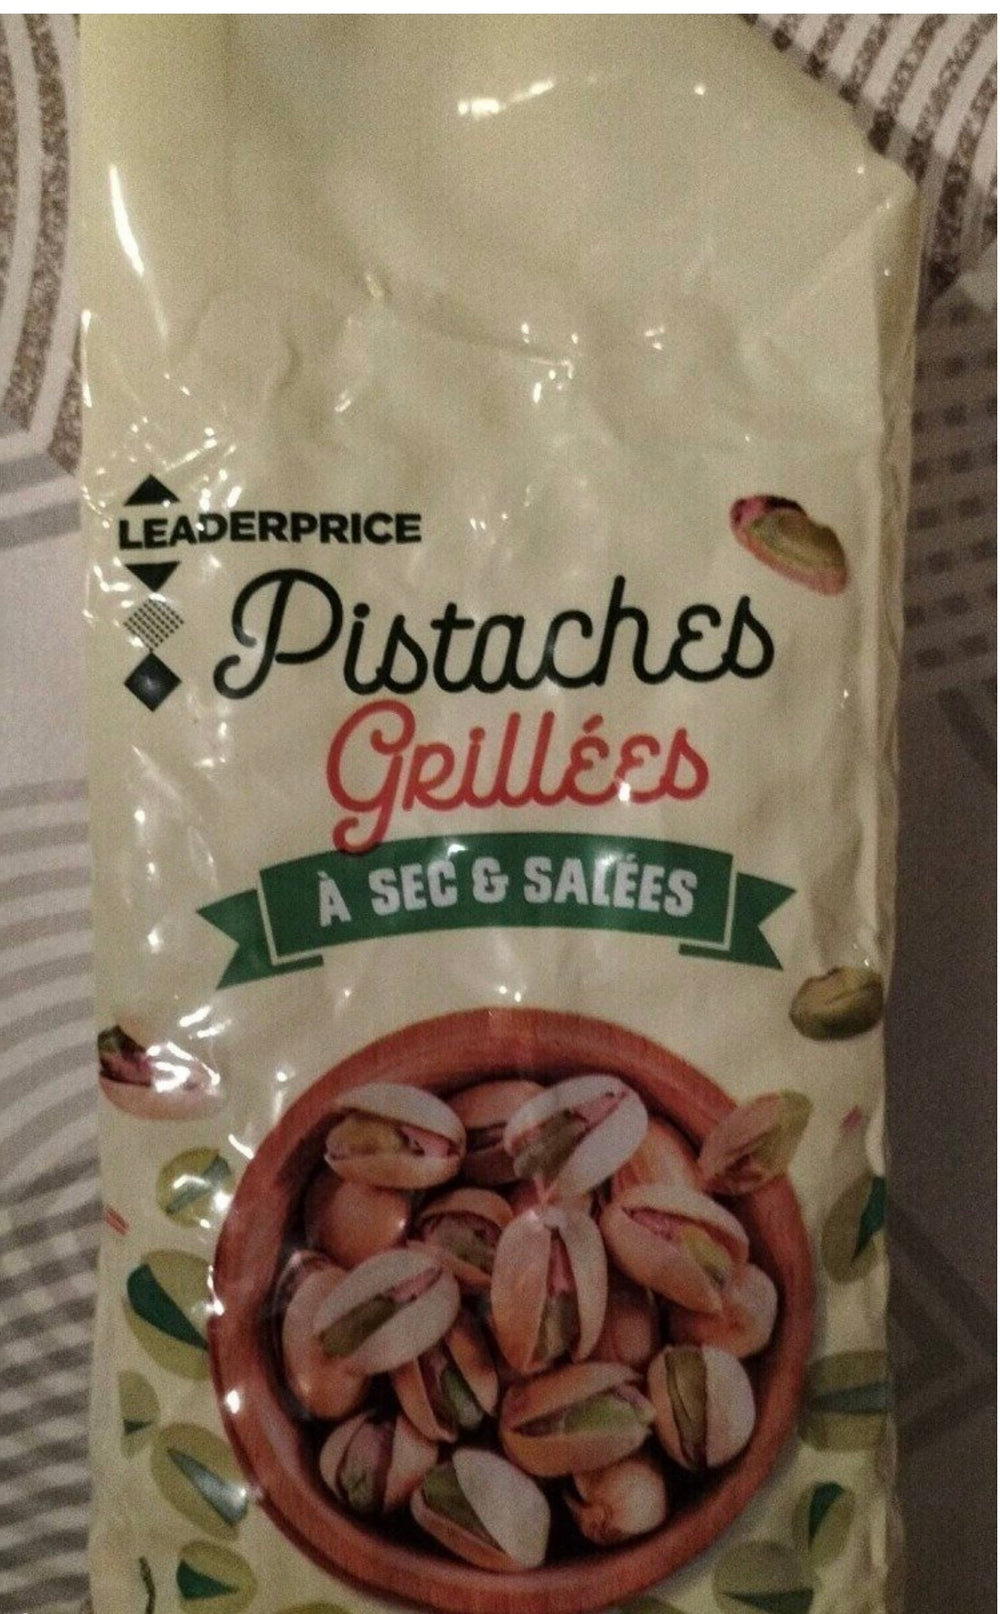 LEADERPRICE
Pistaches
Grillées
À SEC & SALÉES